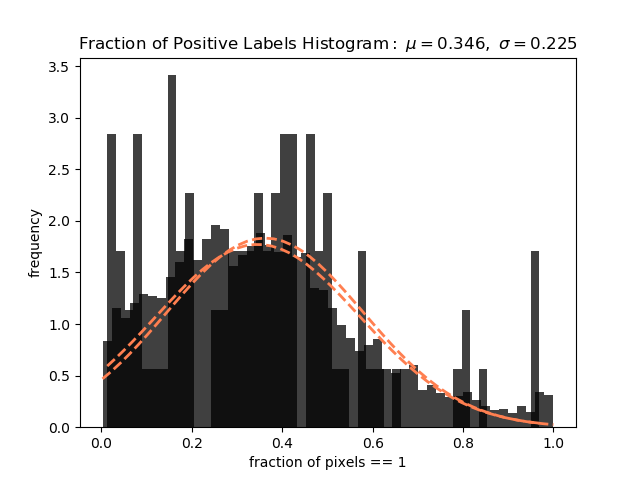 Fraction of Positive Labels Histogram: μ = 0.346, σ = 0.225
3.5
3.0
2.5
2.0
1.5
1.0
0.5
0.0
frequency
0.0 0.2 0.4 0.6 0.8 1.0
fraction of pixels == 1